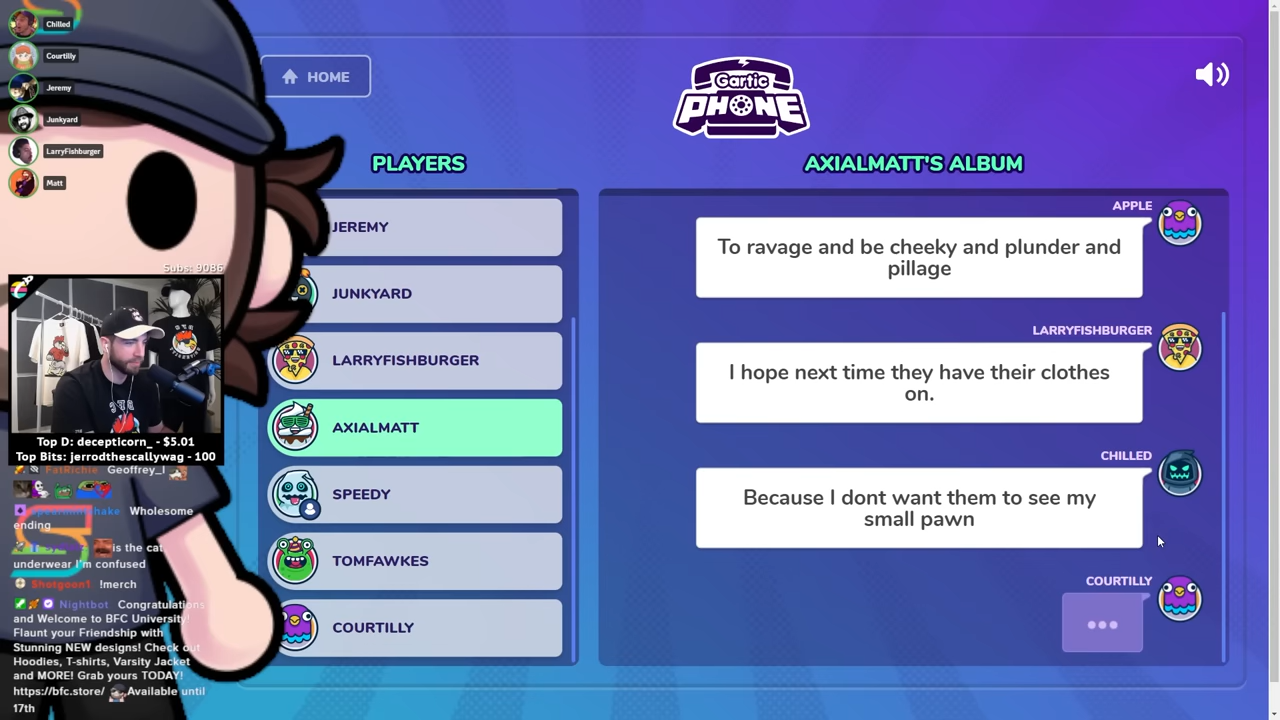 Chilled
Courtilly
Jeremy
Junkyard
LarryFishburger
Matt
HOME
Gartic
PHONE
PLAYERS
JEREMY
JUNKYARD
LARRYFISHBURGER
AXIALMATT
SPEEDY
TOMFAWKES
COURTILLY
AXIALMATT'S ALBUM
APPLE
To ravage and be cheeky and plunder and
pillage
LARRYFISHBURGER
I hope next time they have their clothes
on.
CHILLED
Because I dont want them to see my
small pawn
COURTILLY
Subs: 9086
Top D: decepticorn_ - $5.01
Top Bits: jerrodthescallywag - 100
FatRichie Geoffrey_I
Wholesome
ending
is the cat
underwear I'm confused
Shotgoon1 !merch
Nightbot Congratulations
and Welcome to BFC University!
Flaunt your Friendship with
Stunning NEW designs! Check out
Hoodies, T-shirts, Varsity Jacket
and MORE! Grab yours TODAY!
https://bfc.store/ Available until
17th